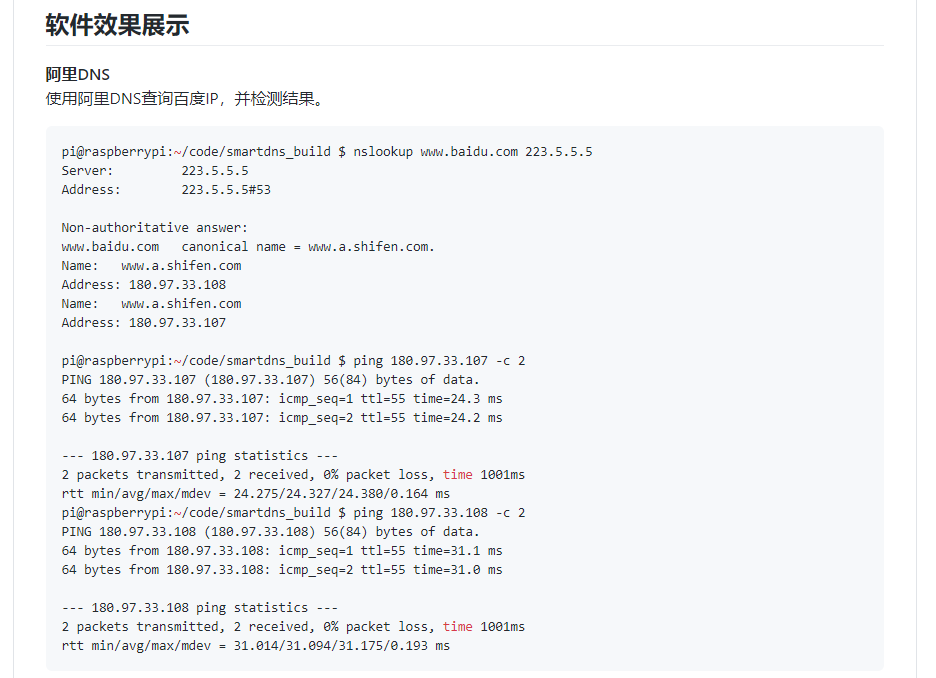 软件效果展示
阿里DNS
使用阿里DNS查询百度IP，并检测结果。
pi@raspberrypi:~/code/smartdns_build $ nslookup www.baidu.com 223.5.5.5
Server:         223.5.5.5
Address:        223.5.5.5#53
Non-authoritative answer:
www.baidu.com   canonical name = www.a.shifen.com.
Name:   www.a.shifen.com
Address: 180.97.33.108
Name:   www.a.shifen.com
Address: 180.97.33.107
pi@raspberrypi:~/code/smartdns_build $ ping 180.97.33.107 -c 2
PING 180.97.33.107 (180.97.33.107) 56(84) bytes of data.
64 bytes from 180.97.33.107: icmp_seq=1 ttl=55 time=24.3 ms
64 bytes from 180.97.33.107: icmp_seq=2 ttl=55 time=24.2 ms
--- 180.97.33.107 ping statistics ---
2 packets transmitted, 2 received, 0% packet loss, time 1001ms
rtt min/avg/max/mdev = 24.275/24.327/24.380/0.164 ms
pi@raspberrypi:~/code/smartdns_build $ ping 180.97.33.108 -c 2
PING 180.97.33.108 (180.97.33.108) 56(84) bytes of data.
64 bytes from 180.97.33.108: icmp_seq=1 ttl=55 time=31.1 ms
64 bytes from 180.97.33.108: icmp_seq=2 ttl=55 time=31.0 ms
--- 180.97.33.108 ping statistics ---
2 packets transmitted, 2 received, 0% packet loss, time 1001ms
rtt min/avg/max/mdev = 31.014/31.094/31.175/0.193 ms